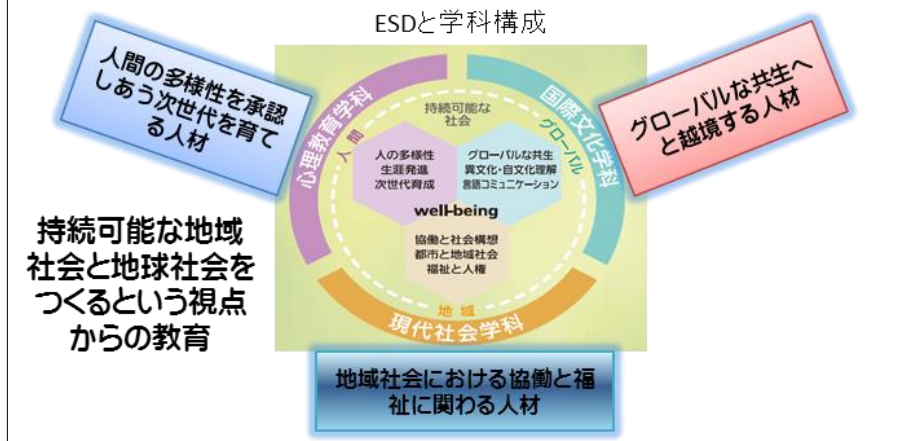 ESDと学科構成
人間の多様性を承認
しあう次世代を育て
る人材
グローバルな共生へ
と越境する人材
心理教育学科
国際文化学科
持続可能な
社会
人間
グローバル
人の多様性
生涯発進
次世代育成
グローバルな共生
異文化・自文化理解
言語コミュニケーション
well-being
協働と社会構想
都市と地域社会
福祉と人権
地域
現代社会学科
持続可能な地域
社会と地球社会を
つくるという視点
からの教育
地域社会における協働と福
祉に関わる人材